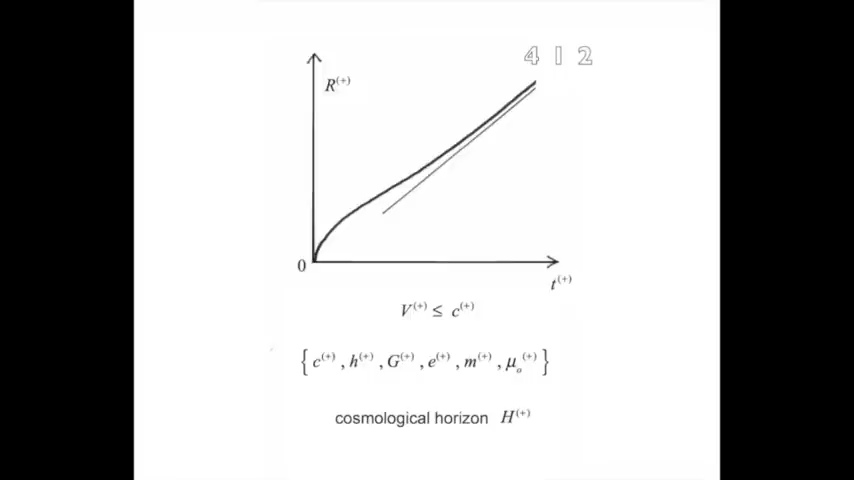 4 1 2
R⁽⁺⁾
0
t⁽⁺⁾
V⁽⁺⁾ ≤ c⁽⁺⁾
{ c⁽⁺⁾ , h⁽⁺⁾ , G⁽⁺⁾ , e⁽⁺⁾ , m⁽⁺⁾ , μₒ⁽⁺⁾ }
cosmological horizon H⁽⁺⁾